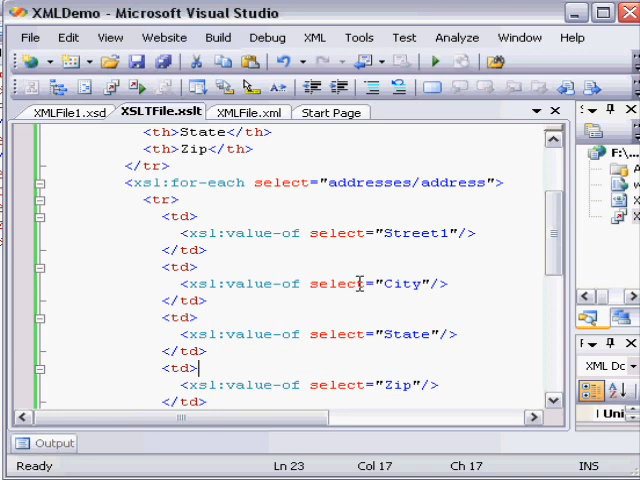 XMLDemo - Microsoft Visual Studio
File Edit View Website Build Debug XML Tools Test Analyze Window Help
XMLFile1.xsd XSLTFile.xslt XMLFile.xml Start Page
<th>State</th>
<th>Zip</th>
</tr>
<xsl:for-each select="addresses/address">
<tr>
<td>
<xsl:value-of select="Street1"/>
</td>
<td>
<xsl:value-of select="City"/>
</td>
<td>
<xsl:value-of select="State"/>
</td>
<td>
<xsl:value-of select="Zip"/>
</td>
F:\...
XML Dc
Uni
Output
Ready Ln 23 Col 17 Ch 17 INS